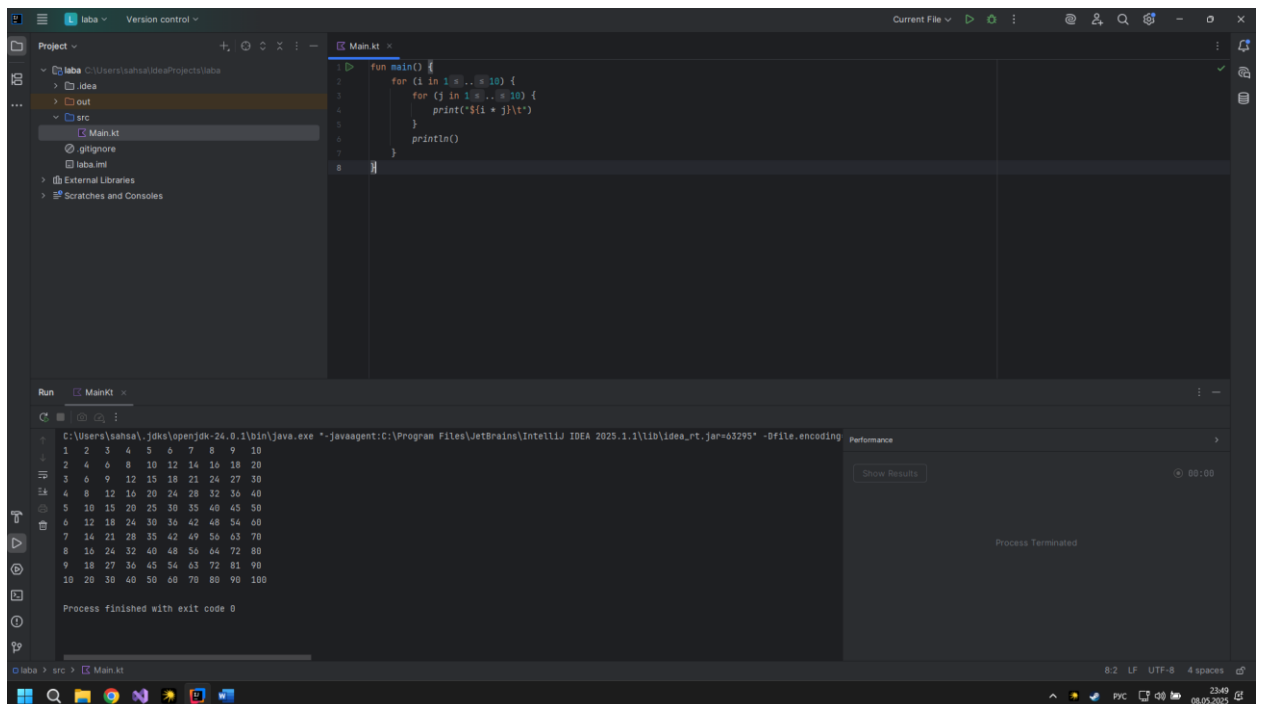 L laba Version control Current File
Project
Main.kt
laba C:\Users\sahsa\IdeaProjects\laba
.idea
out
src
Main.kt
.gitignore
laba.iml
External Libraries
Scratches and Consoles
1 fun main() {
2 for (i in 1 ≤ .. ≤ 10) {
3 for (j in 1 ≤ .. ≤ 10) {
4 print("${i * j}\t")
5 }
6 println()
7 }
8 }
Run MainKt
C:\Users\sahsa\.jdks\openjdk-24.0.1\bin\java.exe "-javaagent:C:\Program Files\JetBrains\IntelliJ IDEA 2025.1.1\lib\idea_rt.jar=63295" -Dfile.encoding
1 2 3 4 5 6 7 8 9 10
2 4 6 8 10 12 14 16 18 20
3 6 9 12 15 18 21 24 27 30
4 8 12 16 20 24 28 32 36 40
5 10 15 20 25 30 35 40 45 50
6 12 18 24 30 36 42 48 54 60
7 14 21 28 35 42 49 56 63 70
8 16 24 32 40 48 56 64 72 80
9 18 27 36 45 54 63 72 81 90
10 20 30 40 50 60 70 80 90 100
Process finished with exit code 0
Performance
Show Results 00:00
Process Terminated
laba > src > Main.kt 8:2 LF UTF-8 4 spaces
РУС 23:49
08.05.2025